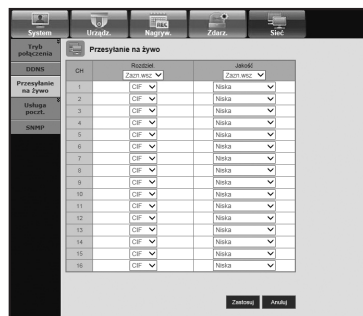 System
Urządz.
REC
Nagryw.
Zdarz.
Sieć
Tryb połączenia
DDNS
Przesyłanie na żywo
Usługa poczt.
SNMP
Przesyłanie na żywo
CH Rozdziel. Jakość
Zazn.wsz Zazn.wsz
1 CIF Niska
2 CIF Niska
3 CIF Niska
4 CIF Niska
5 CIF Niska
6 CIF Niska
7 CIF Niska
8 CIF Niska
9 CIF Niska
10 CIF Niska
11 CIF Niska
12 CIF Niska
13 CIF Niska
14 CIF Niska
15 CIF Niska
16 CIF Niska
Zastosuj Anuluj